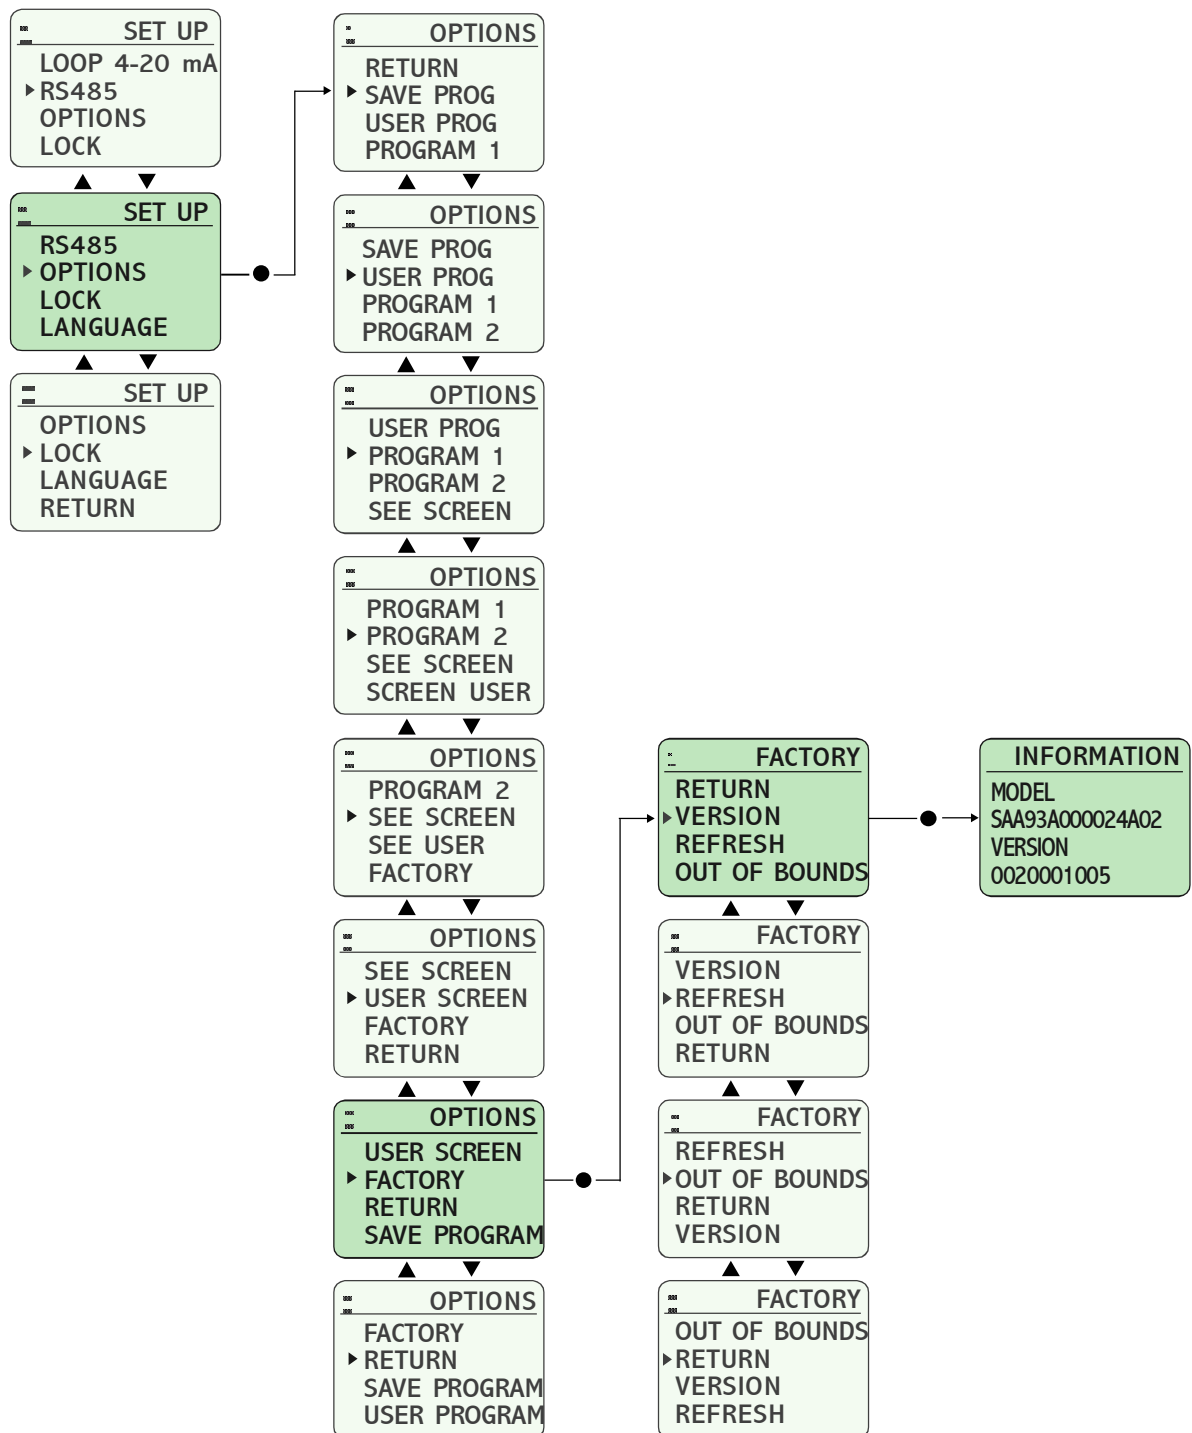 SET UP
LOOP 4-20 mA
RS485
OPTIONS
LOCK
SET UP
RS485
OPTIONS
LOCK
LANGUAGE
SET UP
OPTIONS
LOCK
LANGUAGE
RETURN
OPTIONS
RETURN
SAVE PROG
USER PROG
PROGRAM 1
OPTIONS
SAVE PROG
USER PROG
PROGRAM 1
PROGRAM 2
OPTIONS
USER PROG
PROGRAM 1
PROGRAM 2
SEE SCREEN
OPTIONS
PROGRAM 1
PROGRAM 2
SEE SCREEN
SCREEN USER
OPTIONS
PROGRAM 2
SEE SCREEN
SEE USER
FACTORY
OPTIONS
SEE SCREEN
USER SCREEN
FACTORY
RETURN
OPTIONS
USER SCREEN
FACTORY
RETURN
SAVE PROGRAM
OPTIONS
FACTORY
RETURN
SAVE PROGRAM
USER PROGRAM
FACTORY
RETURN
VERSION
REFRESH
OUT OF BOUNDS
FACTORY
VERSION
REFRESH
OUT OF BOUNDS
RETURN
FACTORY
REFRESH
OUT OF BOUNDS
RETURN
VERSION
FACTORY
OUT OF BOUNDS
RETURN
VERSION
REFRESH
INFORMATION
MODEL
SAA93A000024A02
VERSION
0020001005